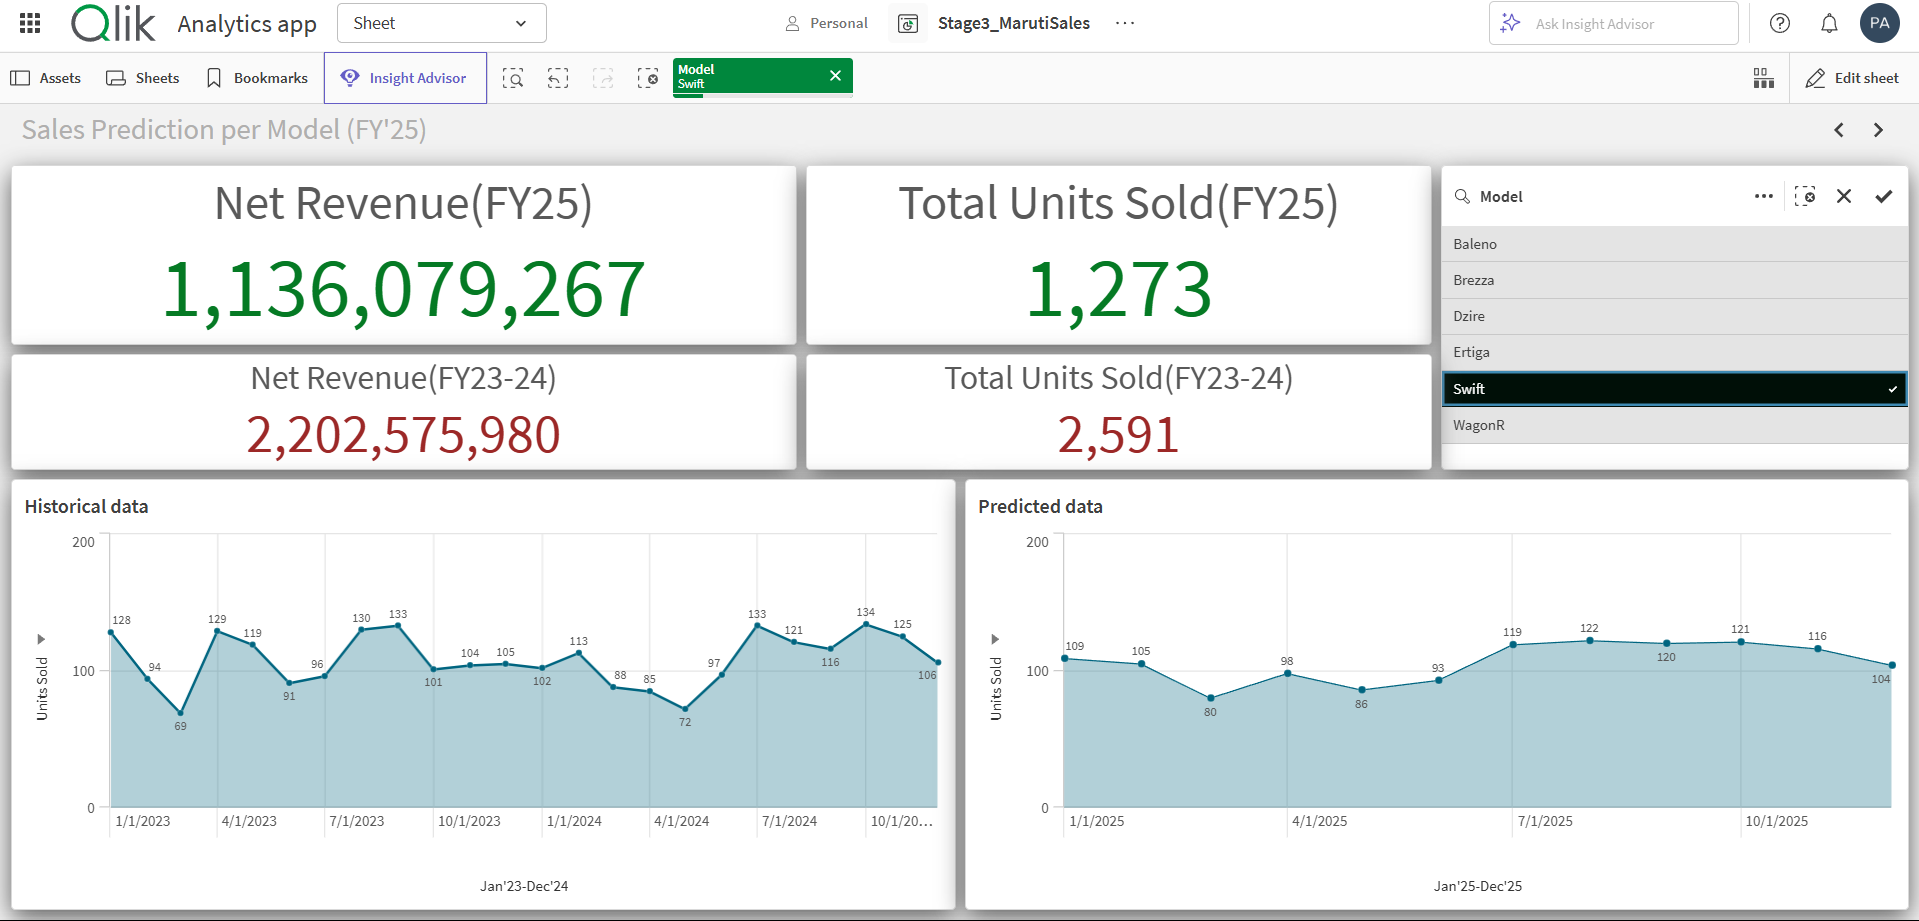 Qlik
Analytics app
Sheet
Personal
Stage3_MarutiSales
Ask Insight Advisor
PA
Assets
Sheets
Bookmarks
Insight Advisor
Model
Swift
Edit sheet
Sales Prediction per Model (FY'25)
Net Revenue(FY25)
1,136,079,267
Total Units Sold(FY25)
1,273
Net Revenue(FY23-24)
2,202,575,980
Total Units Sold(FY23-24)
2,591
Model
Baleno
Brezza
Dzire
Ertiga
Swift
WagonR
Historical data
Units Sold
200
100
0
128
94
69
129
119
91
96
130
133
101
104
105
102
113
88
85
72
97
133
121
116
134
125
106
1/1/2023
4/1/2023
7/1/2023
10/1/2023
1/1/2024
4/1/2024
7/1/2024
10/1/20...
Jan'23-Dec'24
Predicted data
Units Sold
200
100
0
109
105
80
98
86
93
119
122
120
121
116
104
1/1/2025
4/1/2025
7/1/2025
10/1/2025
Jan'25-Dec'25